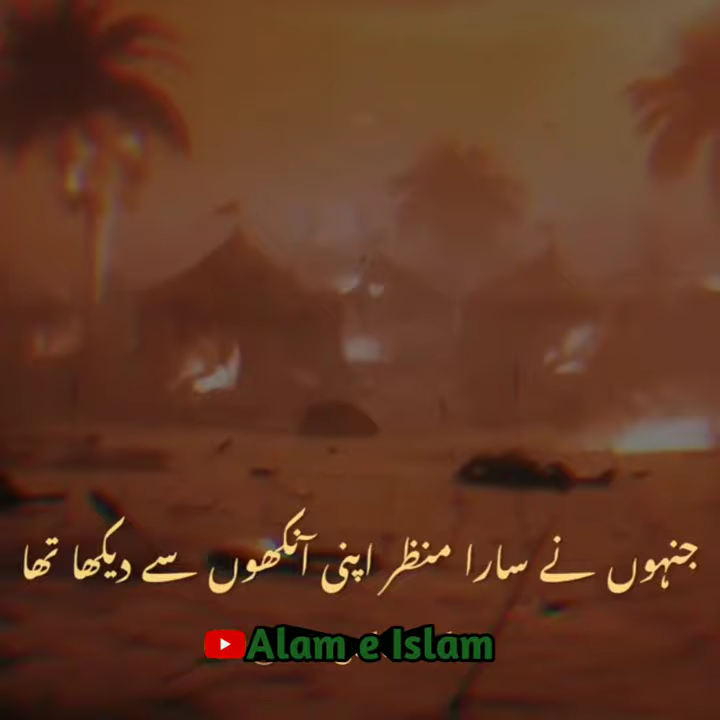 جنہوں نے سارا منظر اپنی آنکھوں سے دیکھا تھا
Alam e Islam